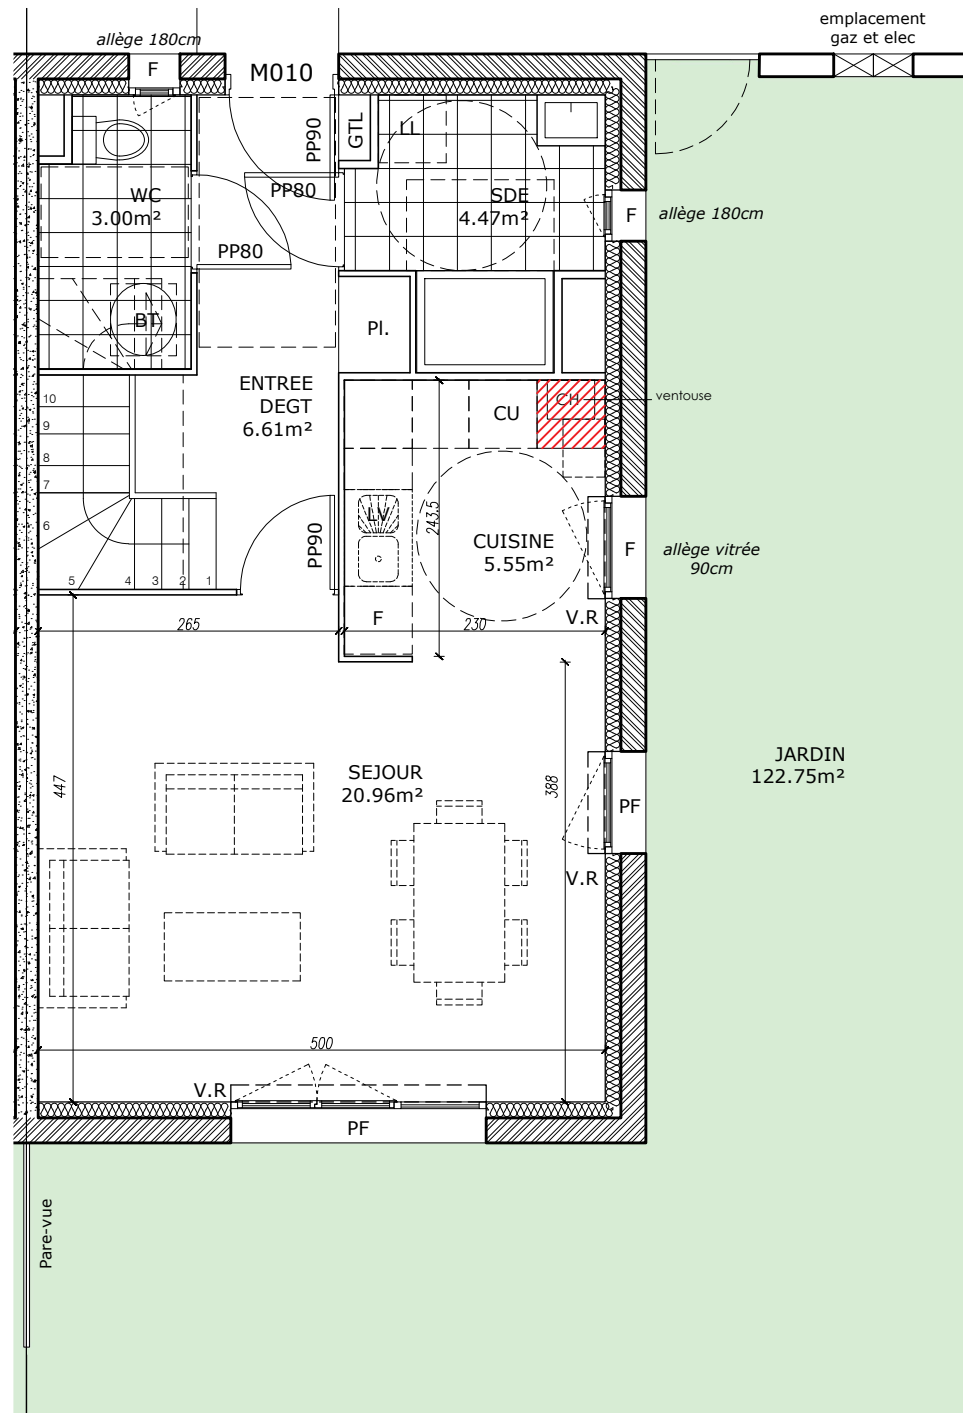 emplacement
gaz et elec
allège 180cm
F
M010
PP90
GTL
LL
WC
3.00m²
PP80
SDE
4.47m²
F
allège 180cm
PP80
BT
Pl.
ENTREE
DEGT
6.61m²
CU
CH
ventouse
10
9
8
7
6
5
4
3
2
1
LV
243.5
PP90
CUISINE
5.55m²
F
allège vitrée
90cm
F
V.R
265
230
447
SEJOUR
20.96m²
388
PF
V.R
JARDIN
122.75m²
500
V.R
PF
Pare-vue